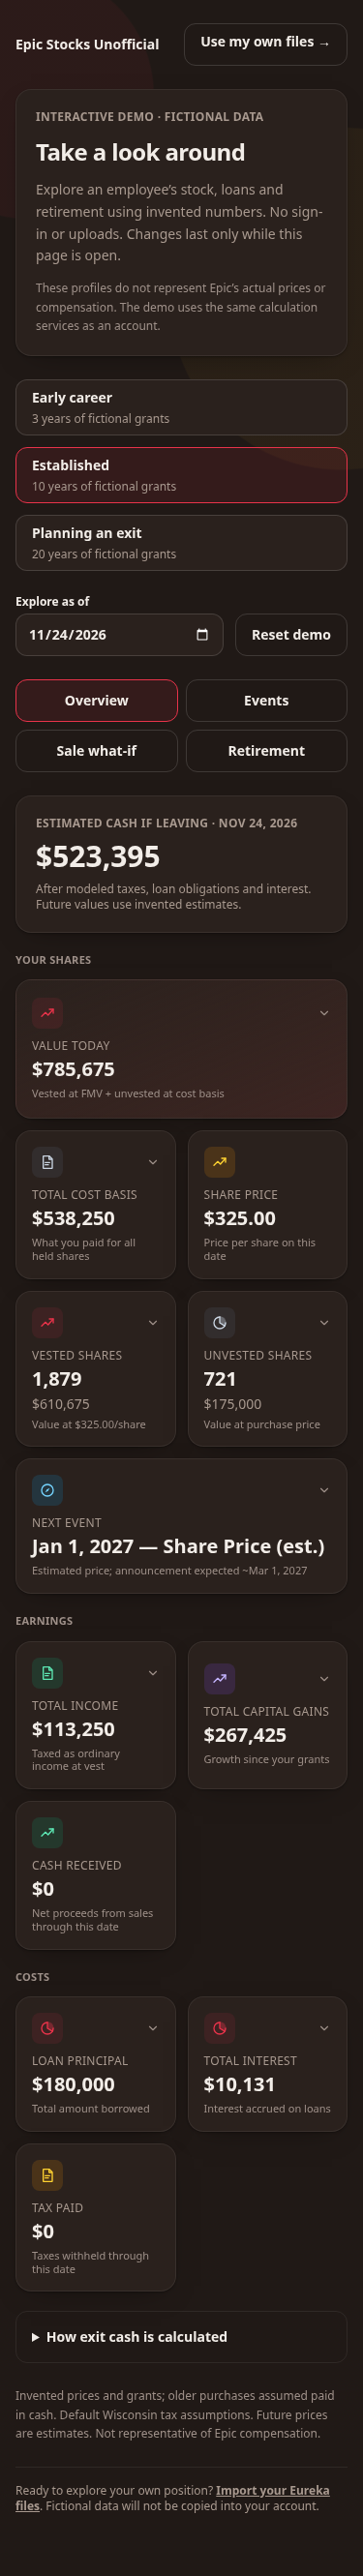 Epic Stocks Unofficial
Use my own files →
INTERACTIVE DEMO · FICTIONAL DATA
Take a look around
Explore an employee’s stock, loans and
retirement using invented numbers. No sign-
in or uploads. Changes last only while this
page is open.
These profiles do not represent Epic’s actual prices or
compensation. The demo uses the same calculation
services as an account.
Early career
3 years of fictional grants
Established
10 years of fictional grants
Planning an exit
20 years of fictional grants
Explore as of
11/24/2026
Reset demo
Overview
Events
Sale what-if
Retirement
ESTIMATED CASH IF LEAVING · NOV 24, 2026
$523,395
After modeled taxes, loan obligations and interest.
Future values use invented estimates.
YOUR SHARES
VALUE TODAY
$785,675
Vested at FMV + unvested at cost basis
TOTAL COST BASIS
$538,250
What you paid for all
held shares
SHARE PRICE
$325.00
Price per share on this
date
VESTED SHARES
1,879
$610,675
Value at $325.00/share
UNVESTED SHARES
721
$175,000
Value at purchase price
NEXT EVENT
Jan 1, 2027 — Share Price (est.)
Estimated price; announcement expected ~Mar 1, 2027
EARNINGS
TOTAL INCOME
$113,250
Taxed as ordinary
income at vest
TOTAL CAPITAL GAINS
$267,425
Growth since your grants
CASH RECEIVED
$0
Net proceeds from sales
through this date
COSTS
LOAN PRINCIPAL
$180,000
Total amount borrowed
TOTAL INTEREST
$10,131
Interest accrued on loans
TAX PAID
$0
Taxes withheld through
this date
How exit cash is calculated
Invented prices and grants; older purchases assumed paid
in cash. Default Wisconsin tax assumptions. Future prices
are estimates. Not representative of Epic compensation.
Ready to explore your own position? Import your Eureka
files. Fictional data will not be copied into your account.